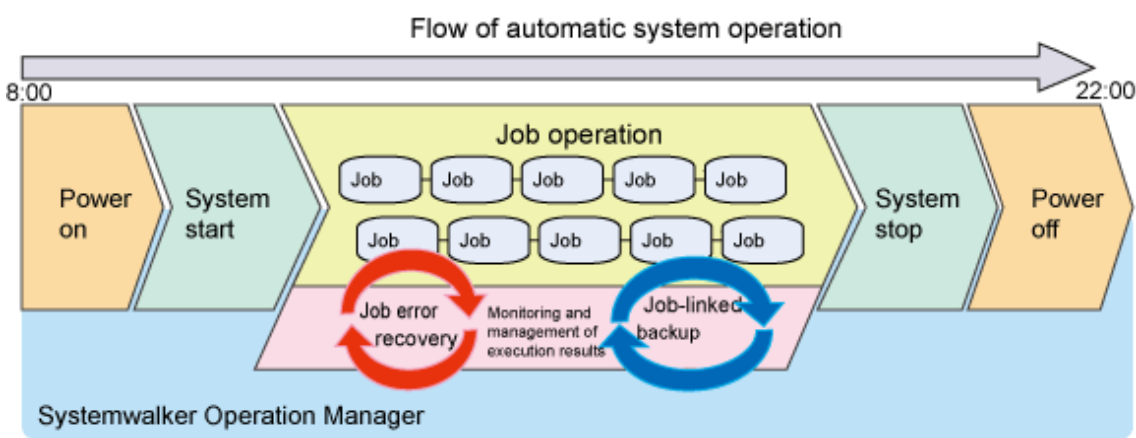 Flow of automatic system operation
8:00
22:00
Job operation
Job Job Job Job Job
Power
on
System
start
System
stop
Power
off
Job Job Job Job Job
Job error
recovery
Monitoring and
management of
execution results
Job-linked
backup
Systemwalker Operation Manager